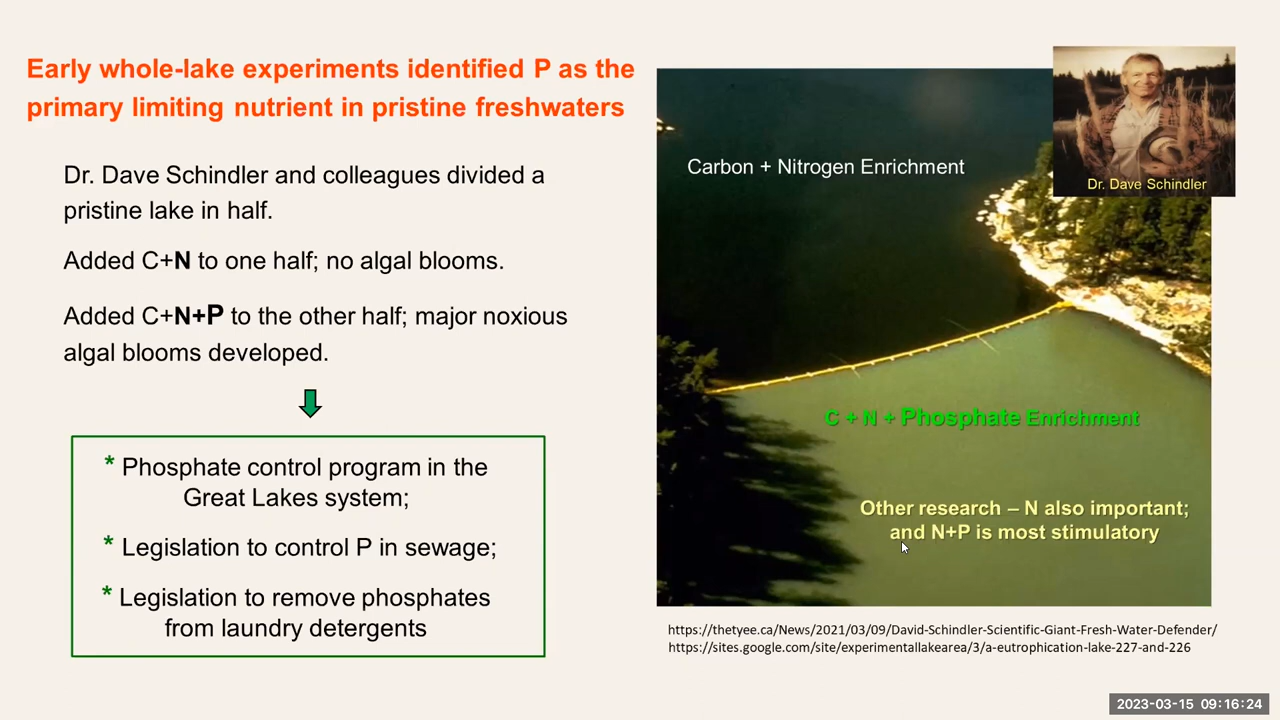 Early whole-lake experiments identified P as the
primary limiting nutrient in pristine freshwaters
Dr. Dave Schindler and colleagues divided a
pristine lake in half.
Added C+N to one half; no algal blooms.
Added C+N+P to the other half; major noxious
algal blooms developed.
* Phosphate control program in the
Great Lakes system;
* Legislation to control P in sewage;
* Legislation to remove phosphates
from laundry detergents
Carbon + Nitrogen Enrichment
Dr. Dave Schindler
C + N + Phosphate Enrichment
Other research – N also important;
and N+P is most stimulatory
https://thetyee.ca/News/2021/03/09/David-Schindler-Scientific-Giant-Fresh-Water-Defender/
https://sites.google.com/site/experimentallakearea/3/a-eutrophication-lake-227-and-226
2023-03-15 09:16:24